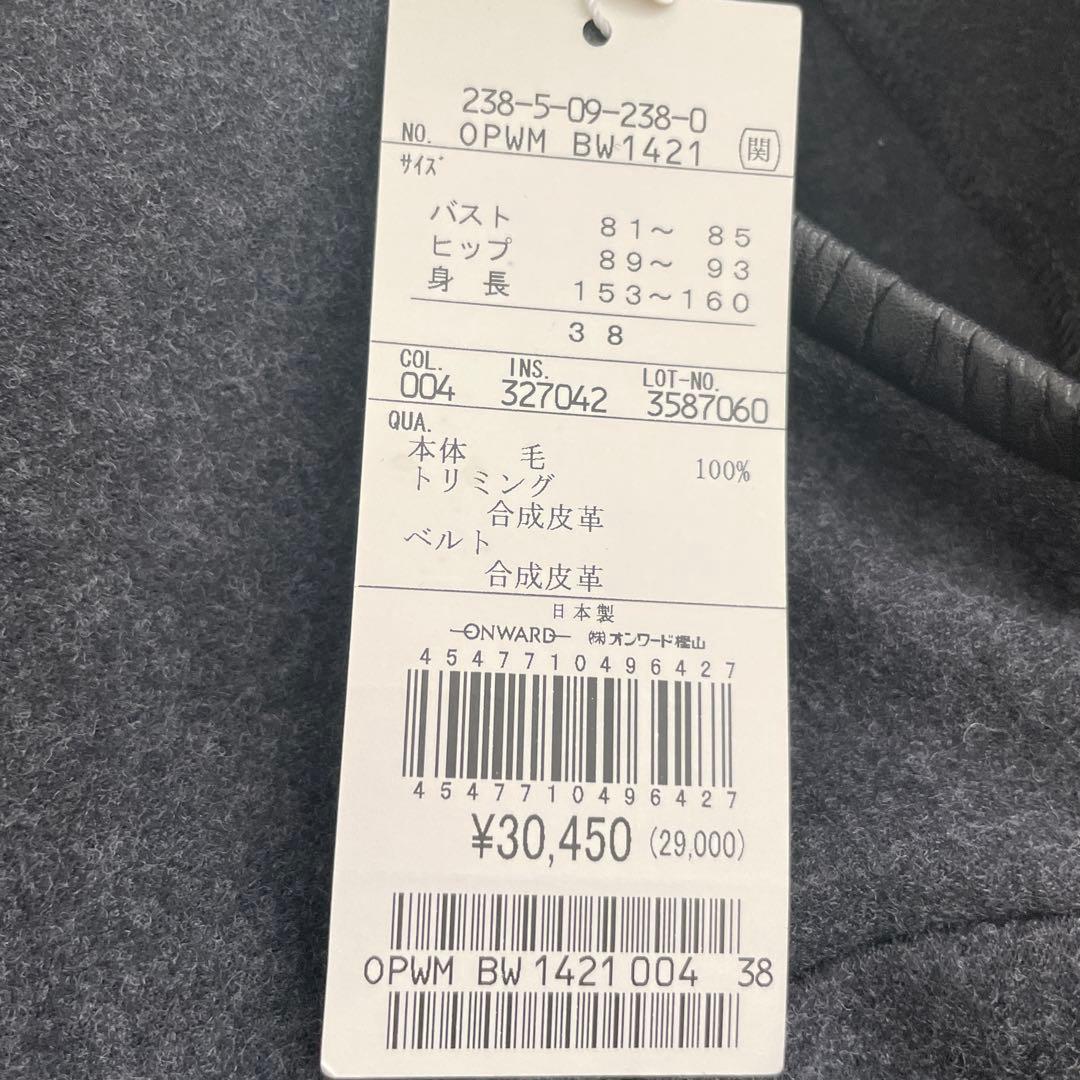 238-5-09-238-0
NO. OPWM BW1421 関
サイズ
バスト 81～ 85
ヒップ 89～ 93
身長 153～160
38
COL. INS. LOT-NO.
004 327042 3587060
QUA.
本体 毛 100%
トリミング
合成皮革
ベルト
合成皮革
日本製
ONWARD ㈱オンワード樫山
4547710496427
4547710496427
¥30,450 (29,000)
OPWM BW1421004 38